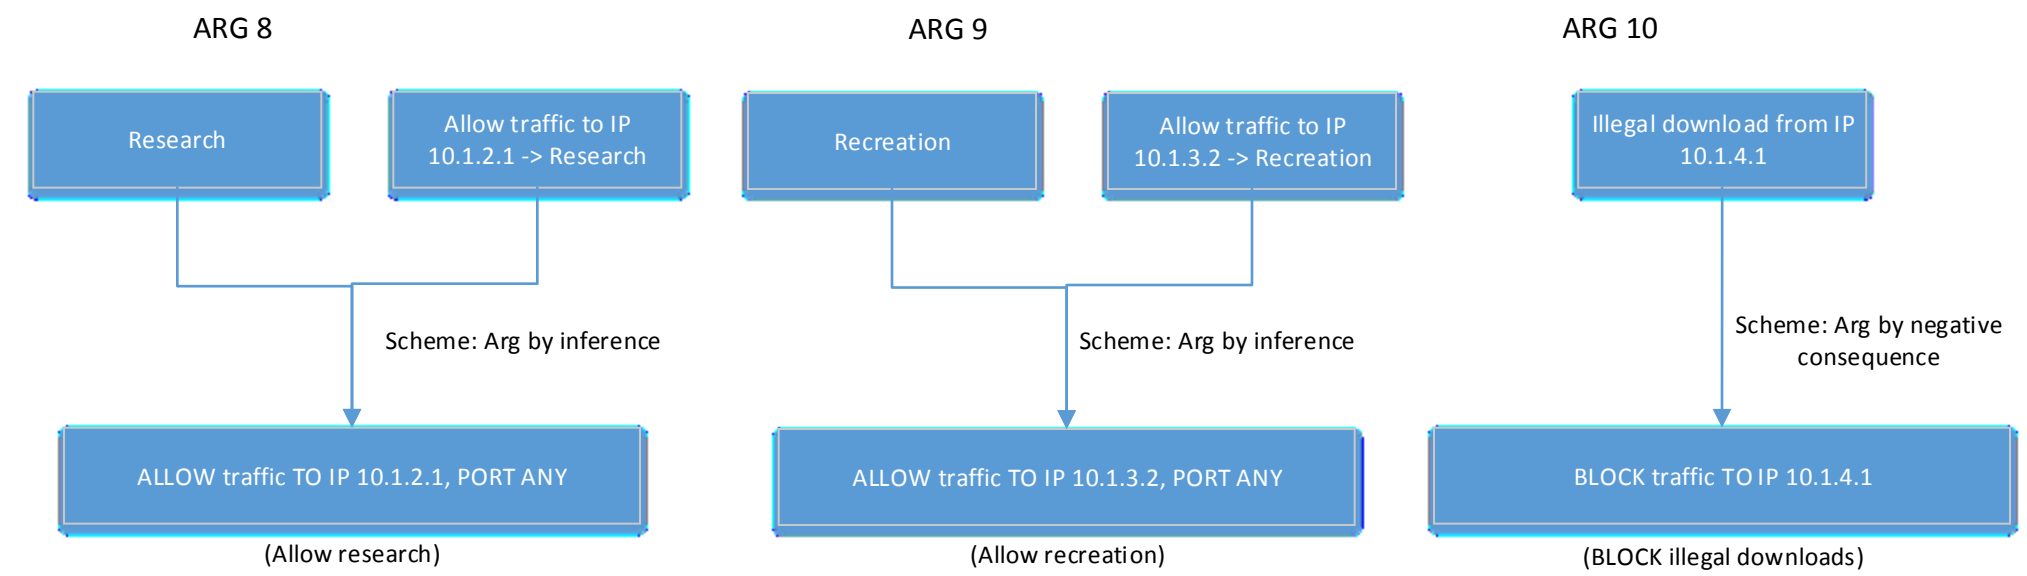 ARG 8
ARG 9
ARG 10
Research
Allow traffic to IP
10.1.2.1 -> Research
Recreation
Allow traffic to IP
10.1.3.2 -> Recreation
Illegal download from IP
10.1.4.1
Scheme: Arg by inference
Scheme: Arg by inference
Scheme: Arg by negative
consequence
ALLOW traffic TO IP 10.1.2.1, PORT ANY
ALLOW traffic TO IP 10.1.3.2, PORT ANY
BLOCK traffic TO IP 10.1.4.1
(Allow research)
(Allow recreation)
(BLOCK illegal downloads)